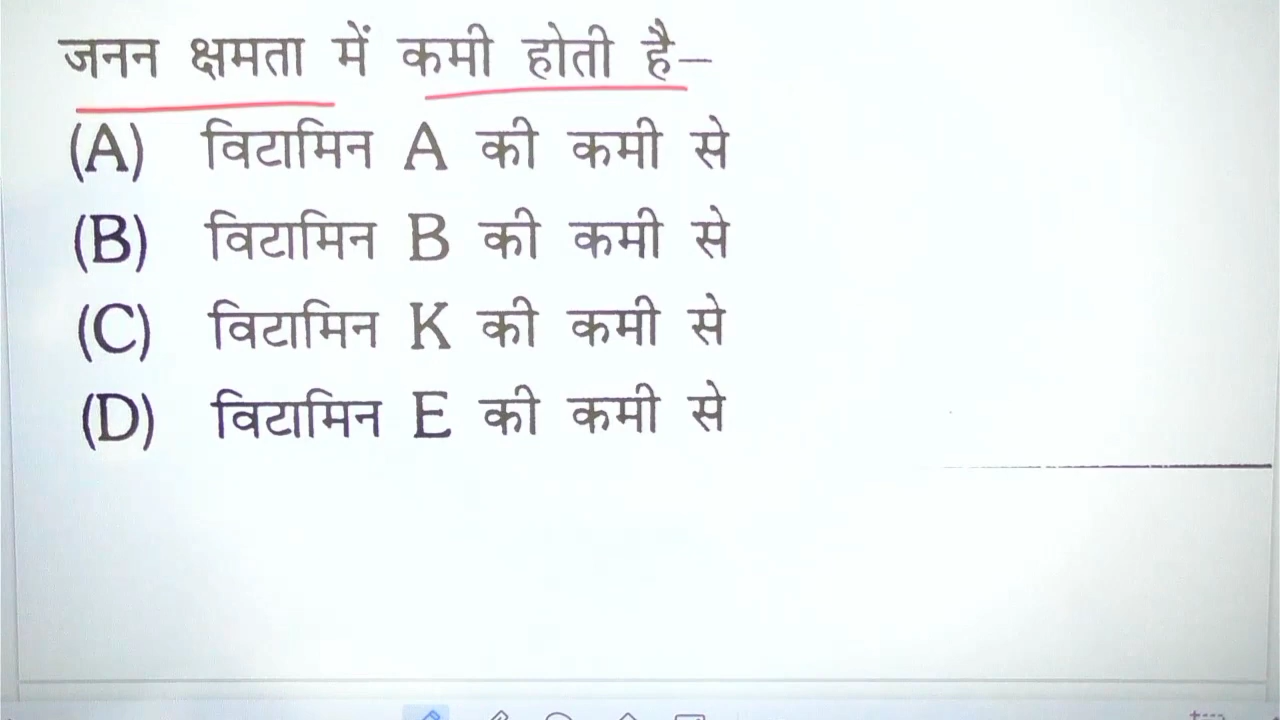 जनन क्षमता में कमी होती है–
(A) विटामिन A की कमी से
(B) विटामिन B की कमी से
(C) विटामिन K की कमी से
(D) विटामिन E की कमी से